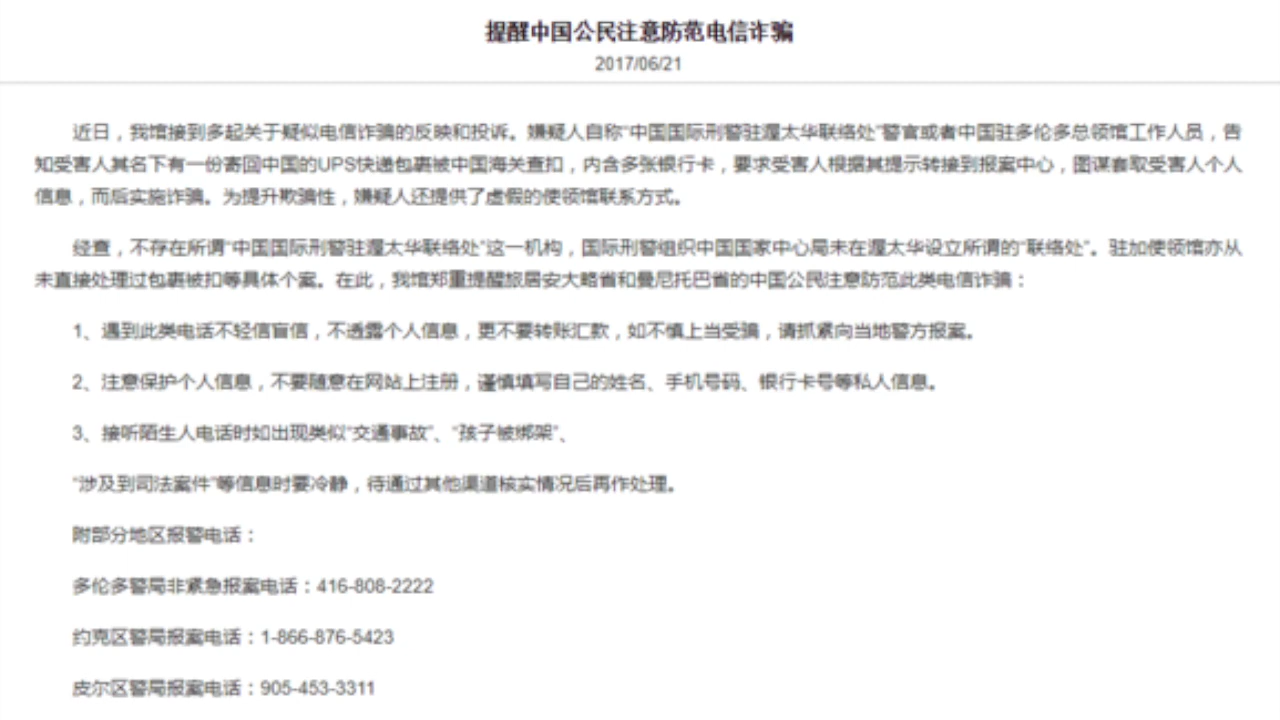 提醒中国公民注意防范电信诈骗
2017/06/21
近日，我馆接到多起关于疑似电信诈骗的反映和投诉。嫌疑人自称“中国国际刑警驻渥太华联络处”警官或者中国驻多伦多总领馆工作人员，告
知受害人其名下有一份寄回中国的UPS快递包裹被中国海关查扣，内含多张银行卡，要求受害人根据其提示转接到报案中心，图谋套取受害人个人
信息，而后实施诈骗。为提升欺骗性，嫌疑人还提供了虚假的使领馆联系方式。
经查，不存在所谓“中国国际刑警驻渥太华联络处”这一机构，国际刑警组织中国国家中心局未在渥太华设立所谓的“联络处”。驻加使领馆亦从
未直接处理过包裹被扣等具体个案。在此，我馆郑重提醒旅居安大略省和曼尼托巴省的中国公民注意防范此类电信诈骗：
1、遇到此类电话不轻信盲信，不透露个人信息，更不要转账汇款，如不慎上当受骗，请抓紧向当地警方报案。
2、注意保护个人信息，不要随意在网站上注册，谨慎填写自己的姓名、手机号码、银行卡号等私人信息。
3、接听陌生人电话时如出现类似“交通事故”、“孩子被绑架”、
“涉及到司法案件”等信息时要冷静，待通过其他渠道核实情况后再作处理。
附部分地区报警电话：
多伦多警局非紧急报案电话：416-808-2222
约克区警局报案电话：1-866-876-5423
皮尔区警局报案电话：905-453-3311